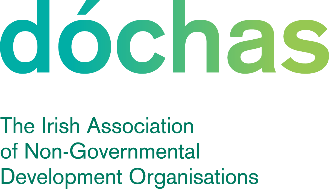 dóchas
The Irish Association
of Non-Governmental
Development Organisations